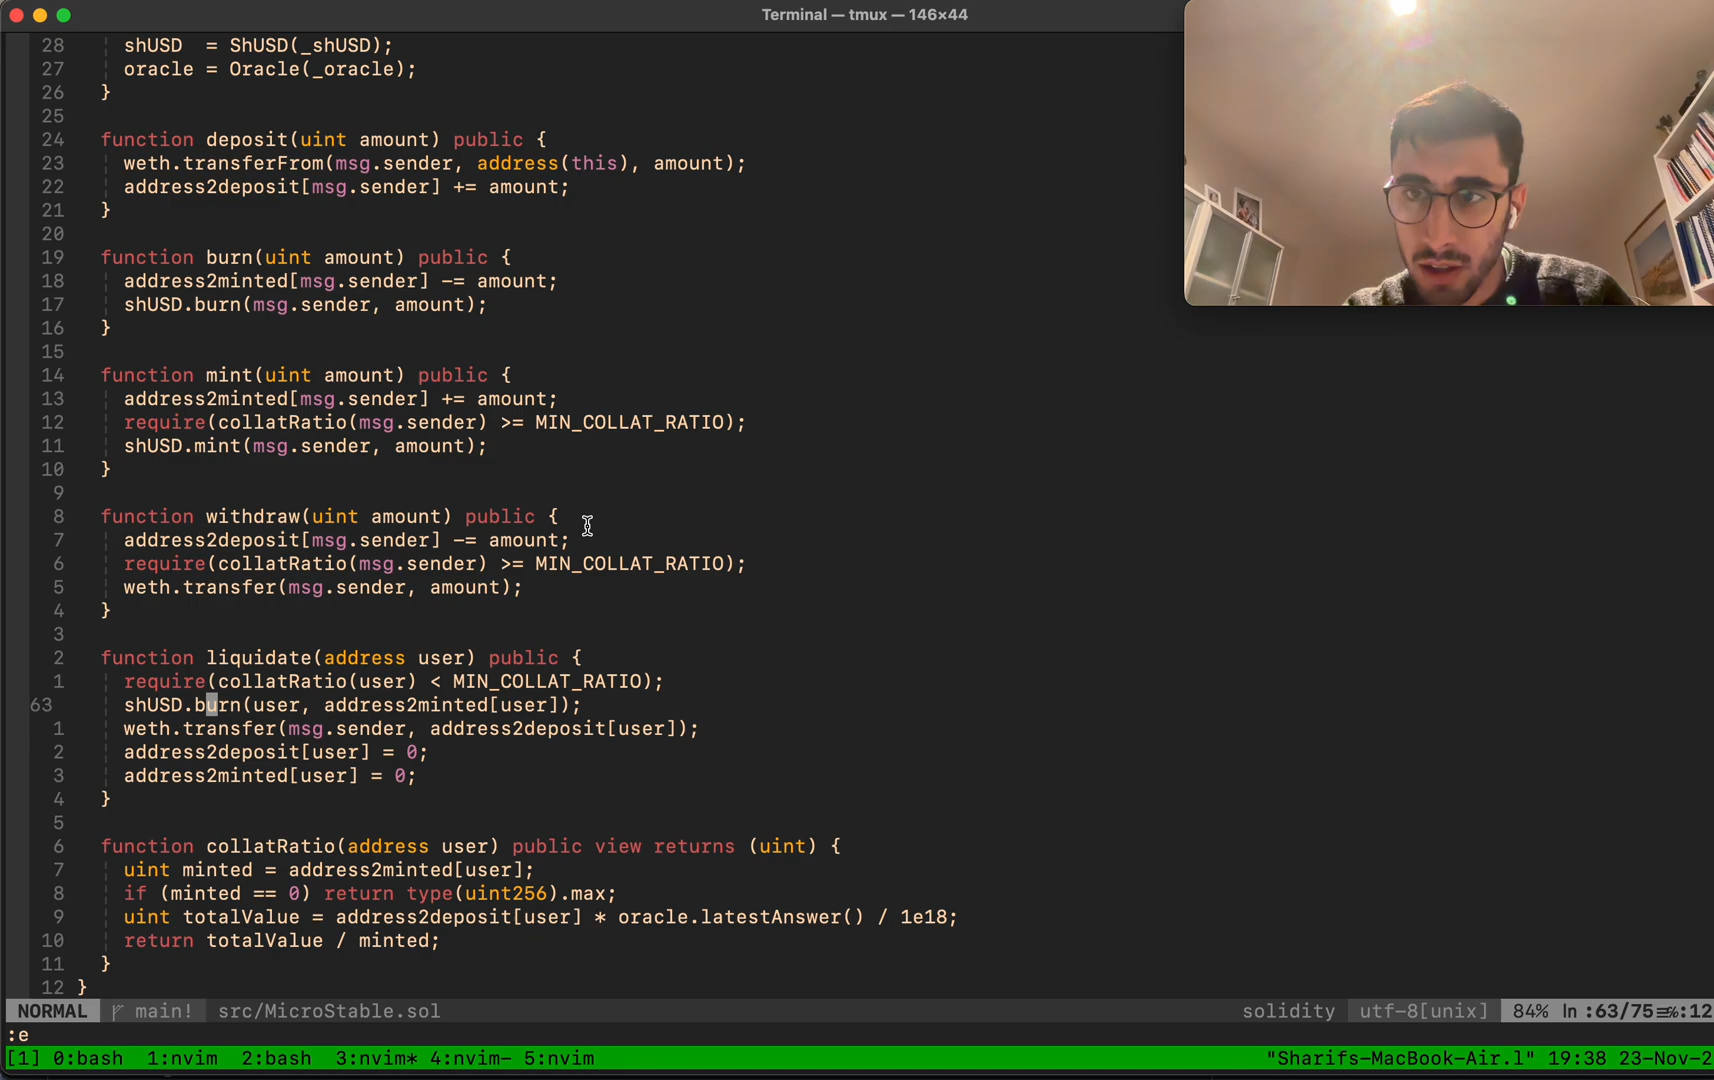 Terminal — tmux — 146×44
28 shUSD  = ShUSD(_shUSD);
27 oracle = Oracle(_oracle);
26 }
25
24 function deposit(uint amount) public {
23 weth.transferFrom(msg.sender, address(this), amount);
22 address2deposit[msg.sender] += amount;
21 }
20
19 function burn(uint amount) public {
18 address2minted[msg.sender] -= amount;
17 shUSD.burn(msg.sender, amount);
16 }
15
14 function mint(uint amount) public {
13 address2minted[msg.sender] += amount;
12 require(collatRatio(msg.sender) >= MIN_COLLAT_RATIO);
11 shUSD.mint(msg.sender, amount);
10 }
9
8 function withdraw(uint amount) public {
7 address2deposit[msg.sender] -= amount;
6 require(collatRatio(msg.sender) >= MIN_COLLAT_RATIO);
5 weth.transfer(msg.sender, amount);
4 }
3
2 function liquidate(address user) public {
1 require(collatRatio(user) < MIN_COLLAT_RATIO);
63 shUSD.burn(user, address2minted[user]);
1 weth.transfer(msg.sender, address2deposit[user]);
2 address2deposit[user] = 0;
3 address2minted[user] = 0;
4 }
5
6 function collatRatio(address user) public view returns (uint) {
7 uint minted = address2minted[user];
8 if (minted == 0) return type(uint256).max;
9 uint totalValue = address2deposit[user] * oracle.latestAnswer() / 1e18;
10 return totalValue / minted;
11 }
12 }
NORMAL main! src/MicroStable.sol solidity utf-8[unix] 84% ln :63/75≡%:12
:e
[1] 0:bash 1:nvim 2:bash 3:nvim* 4:nvim- 5:nvim "Sharifs-MacBook-Air.l" 19:38 23-Nov-2